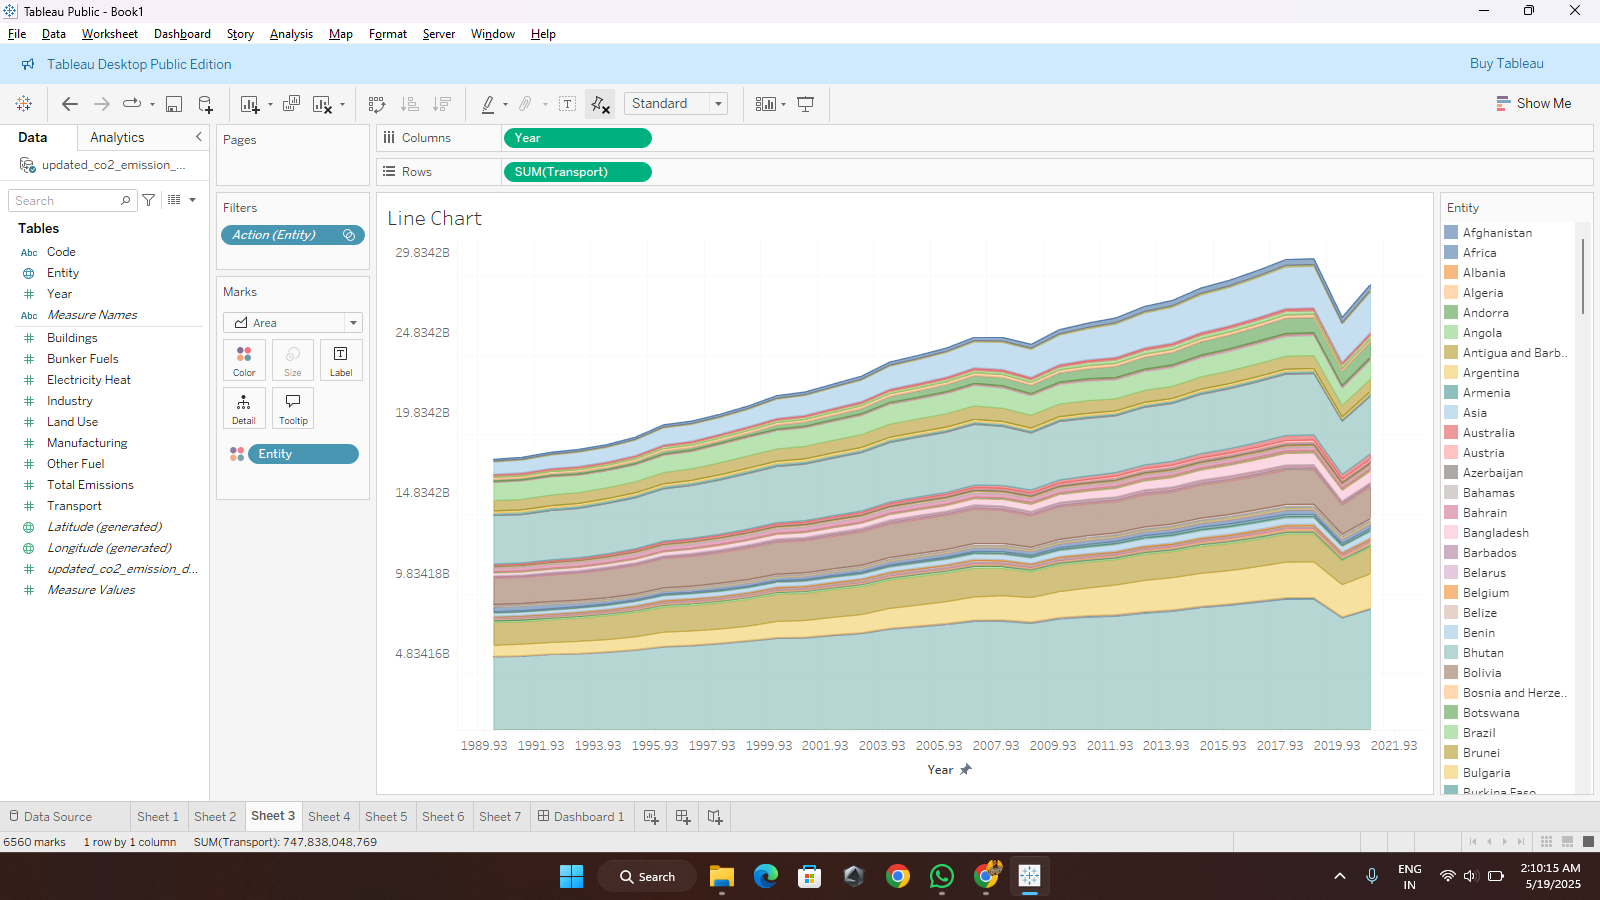 Tableau Public - Book1
File Data Worksheet Dashboard Story Analysis Map Format Server Window Help
Tableau Desktop Public Edition
Buy Tableau
Standard
Show Me
Data
Analytics
updated_co2_emission_...
Search
Tables
Abc Code
Entity
Year
Abc Measure Names
Buildings
Bunker Fuels
Electricity Heat
Industry
Land Use
Manufacturing
Other Fuel
Total Emissions
Transport
Latitude (generated)
Longitude (generated)
updated_co2_emission_d...
Measure Values
Pages
Filters
Action (Entity)
Marks
Area
Color
Size
Label
Detail
Tooltip
Entity
Columns
Year
Rows
SUM(Transport)
Line Chart
29.8342B
24.8342B
19.8342B
14.8342B
9.83418B
4.83416B
1989.93 1991.93 1993.93 1995.93 1997.93 1999.93 2001.93 2003.93 2005.93 2007.93 2009.93 2011.93 2013.93 2015.93 2017.93 2019.93 2021.93
Year
Entity
Afghanistan
Africa
Albania
Algeria
Andorra
Angola
Antigua and Barb..
Argentina
Armenia
Asia
Australia
Austria
Azerbaijan
Bahamas
Bahrain
Bangladesh
Barbados
Belarus
Belgium
Belize
Benin
Bhutan
Bolivia
Bosnia and Herze..
Botswana
Brazil
Brunei
Bulgaria
Burkina Faso
Data Source
Sheet 1
Sheet 2
Sheet 3
Sheet 4
Sheet 5
Sheet 6
Sheet 7
Dashboard 1
6560 marks
1 row by 1 column
SUM(Transport): 747,838,048,769
Search
ENG
IN
2:10:15 AM
5/19/2025